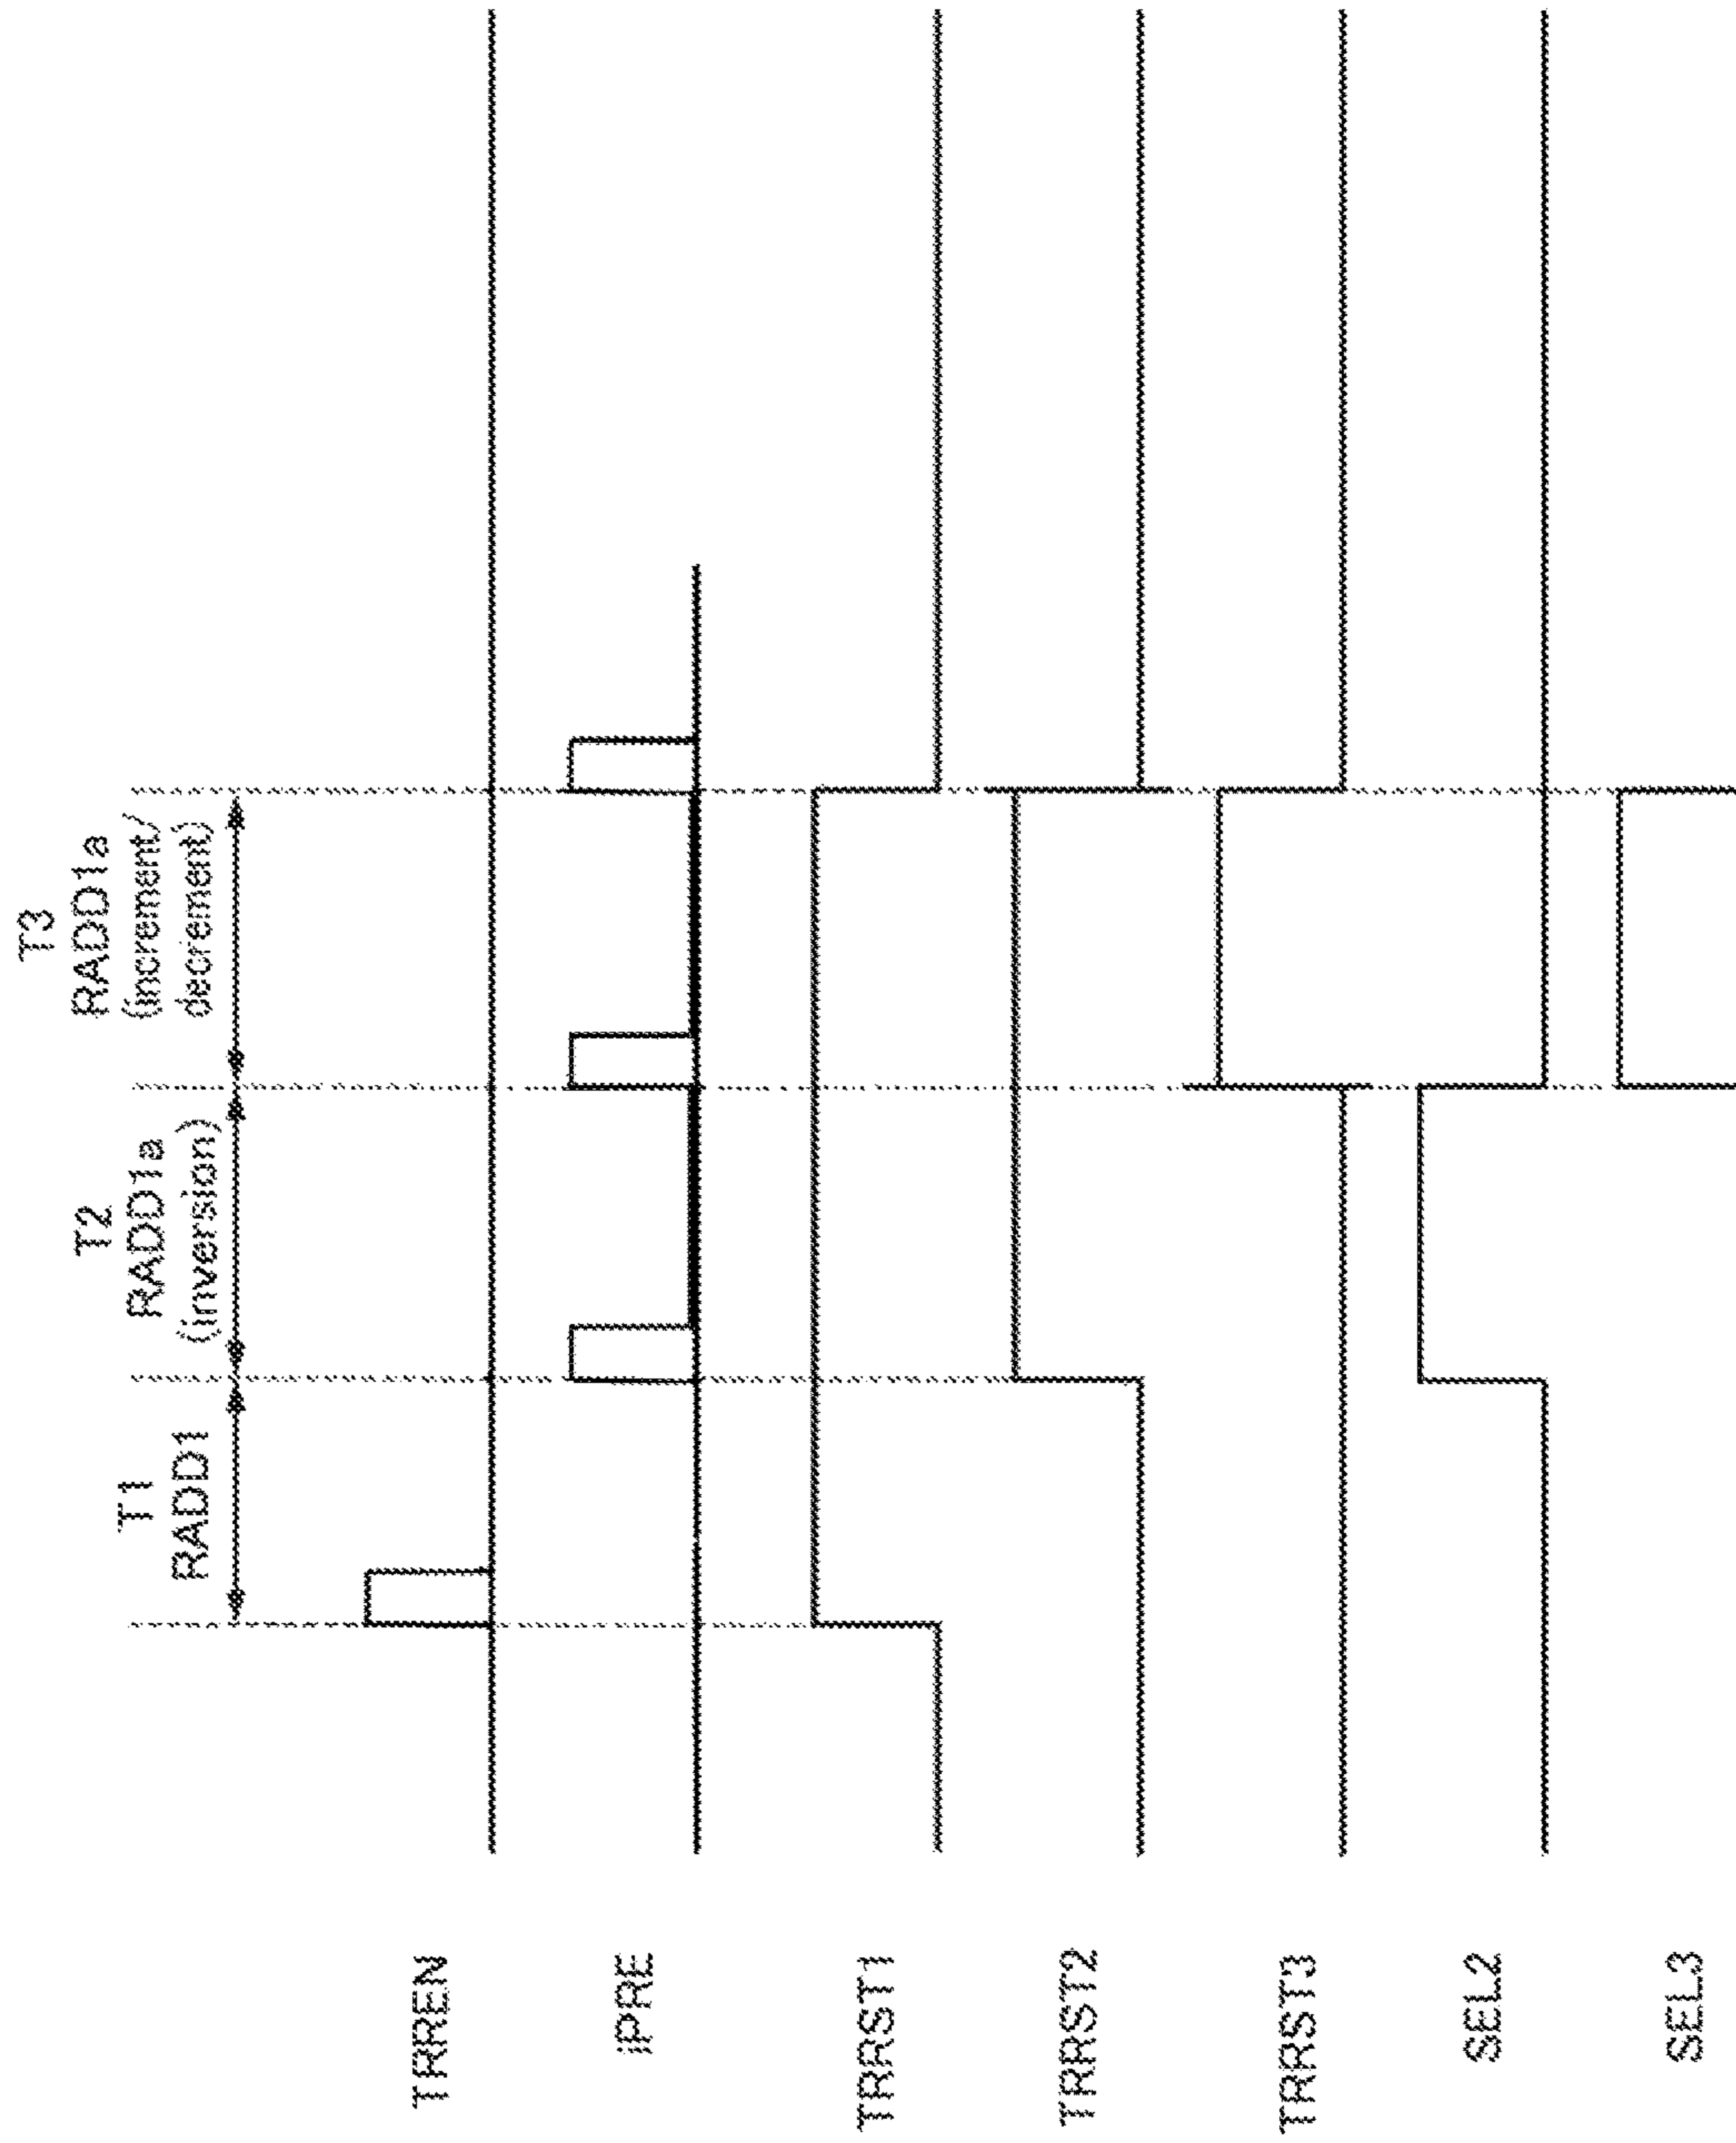 T1
RADD1
T2
RADD1a
(inversion)
T3
RADD1a
(increment/
decrement)
TRREN
iPRE
TRRST1
TRRST2
TRRST3
SEL2
SEL3